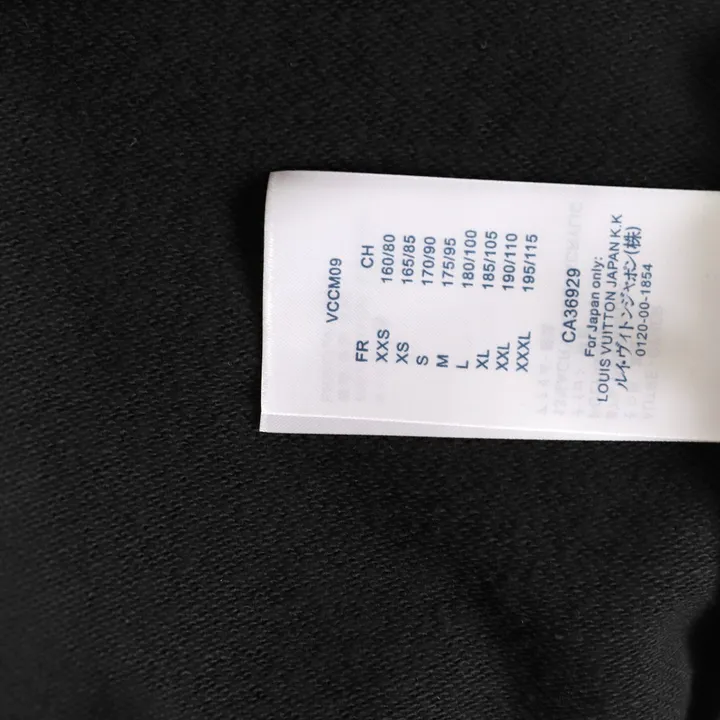 VCCM09
FR CH
XXS 160/80
XS 165/85
S 170/90
M 175/95
L 180/100
XL 185/105
XXL 190/110
XXXL 195/115
CA36929
For Japan only:
LOUIS VUITTON JAPAN K.K
ルイ・ヴィトンジャポン(株)
0120-00-1854